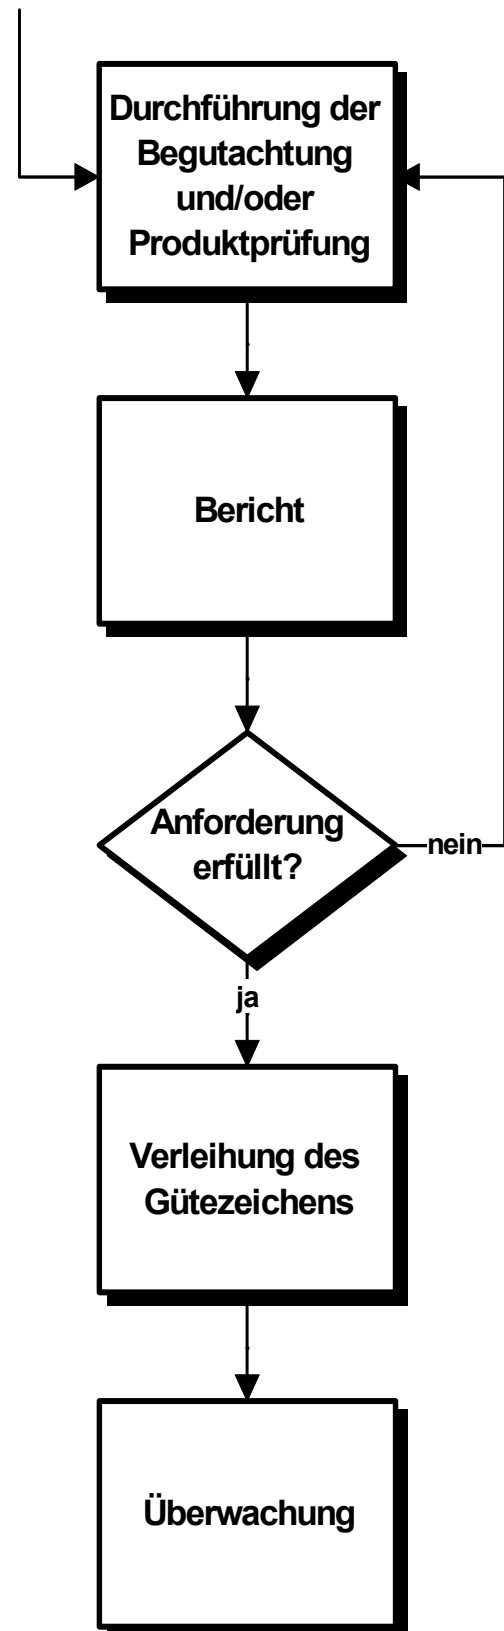 Durchführung der
Begutachtung
und/oder
Produktprüfung
Bericht
Anforderung
erfüllt?
nein
ja
Verleihung des
Gütezeichens
Überwachung